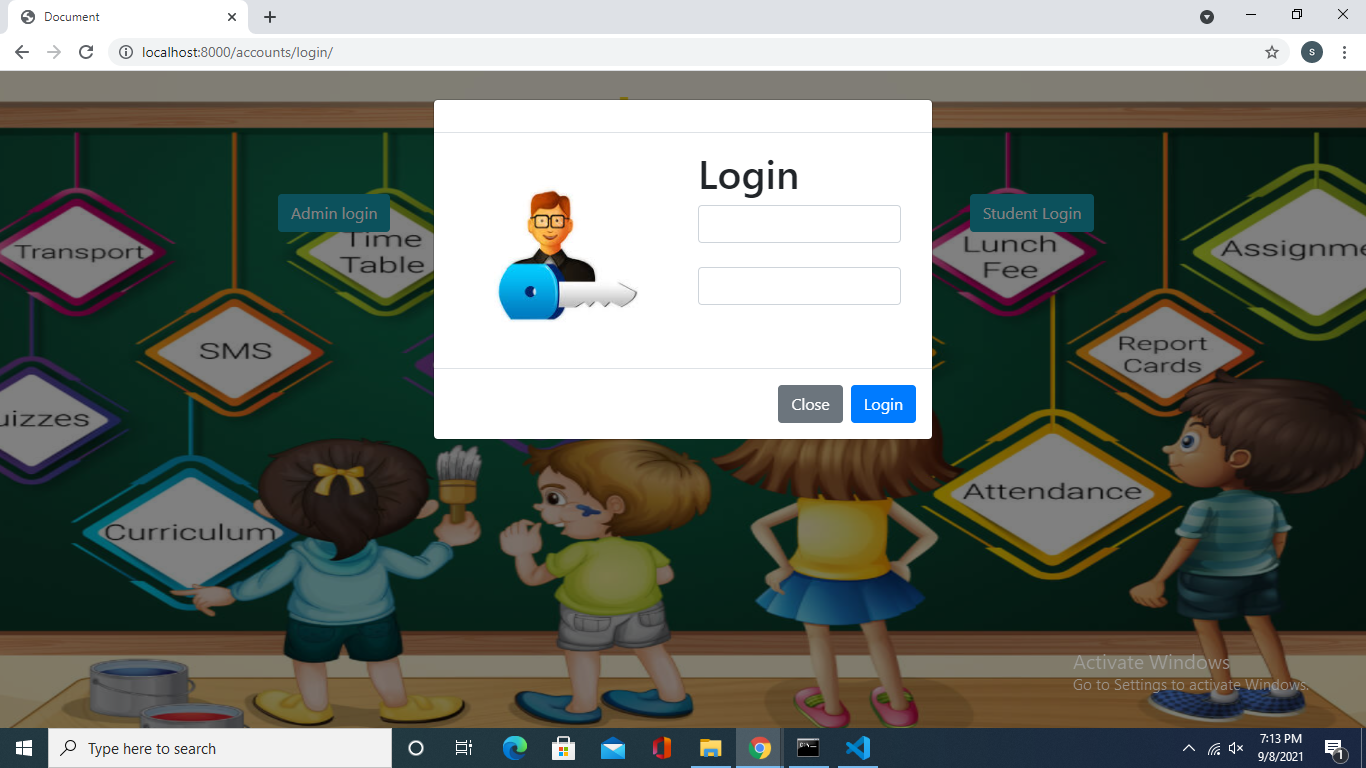 Document
localhost:8000/accounts/login/
S
Login
Admin login
Student Login
Transport
Time
Table
Lunch
Fee
Assignme
SMS
Report
Cards
uizzes
Close
Login
Attendance
Curriculum
Activate Windows
Go to Settings to activate Windows.
Type here to search
7:13 PM
9/8/2021
1